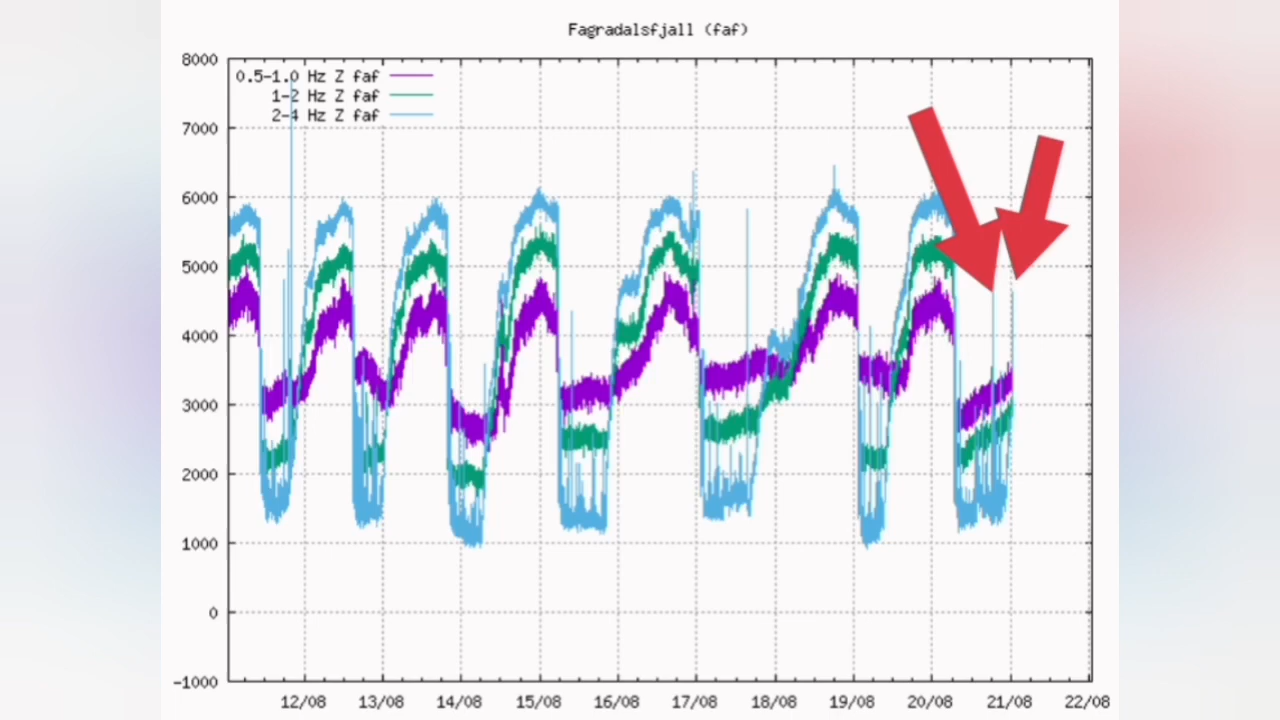 Fagradalsfjall (faf)
8000
0.5-1.0 Hz Z faf
1-2 Hz Z faf
2-4 Hz Z faf
7000
6000
5000
4000
3000
2000
1000
0
-1000
12/08 13/08 14/08 15/08 16/08 17/08 18/08 19/08 20/08 21/08 22/08